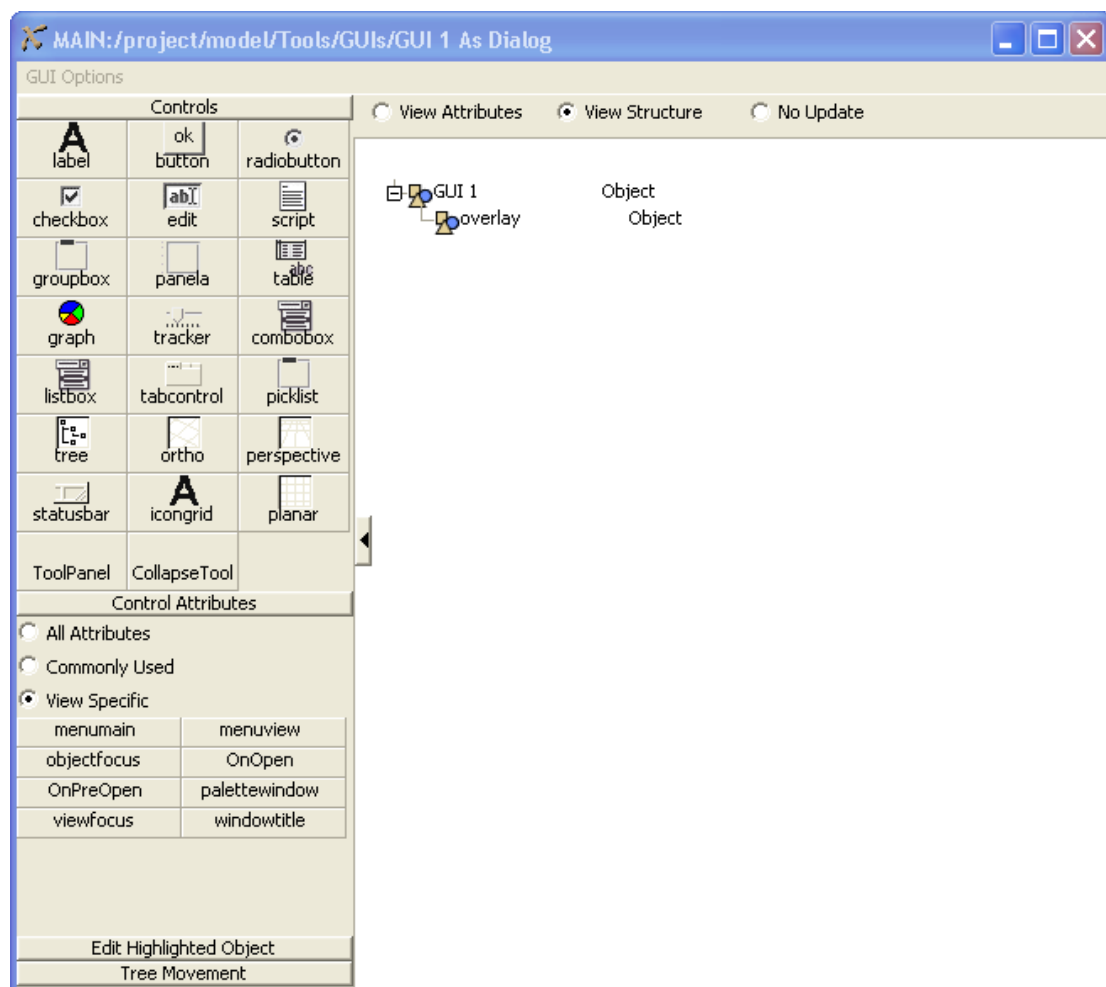 MAIN:/project/model/Tools/GUIs/GUI 1 As Dialog
GUI Options
Controls
View Attributes View Structure No Update
A ok
label button radiobutton
ab
checkbox edit script
abc
groupbox panela table
graph tracker combobox
listbox tabcontrol picklist
tree ortho perspective
A
statusbar icongrid planar
ToolPanel CollapseTool
Control Attributes
All Attributes
Commonly Used
View Specific
menumain menuview
objectfocus OnOpen
OnPreOpen palettewindow
viewfocus windowtitle
Edit Highlighted Object
Tree Movement
GUI 1 Object
overlay Object